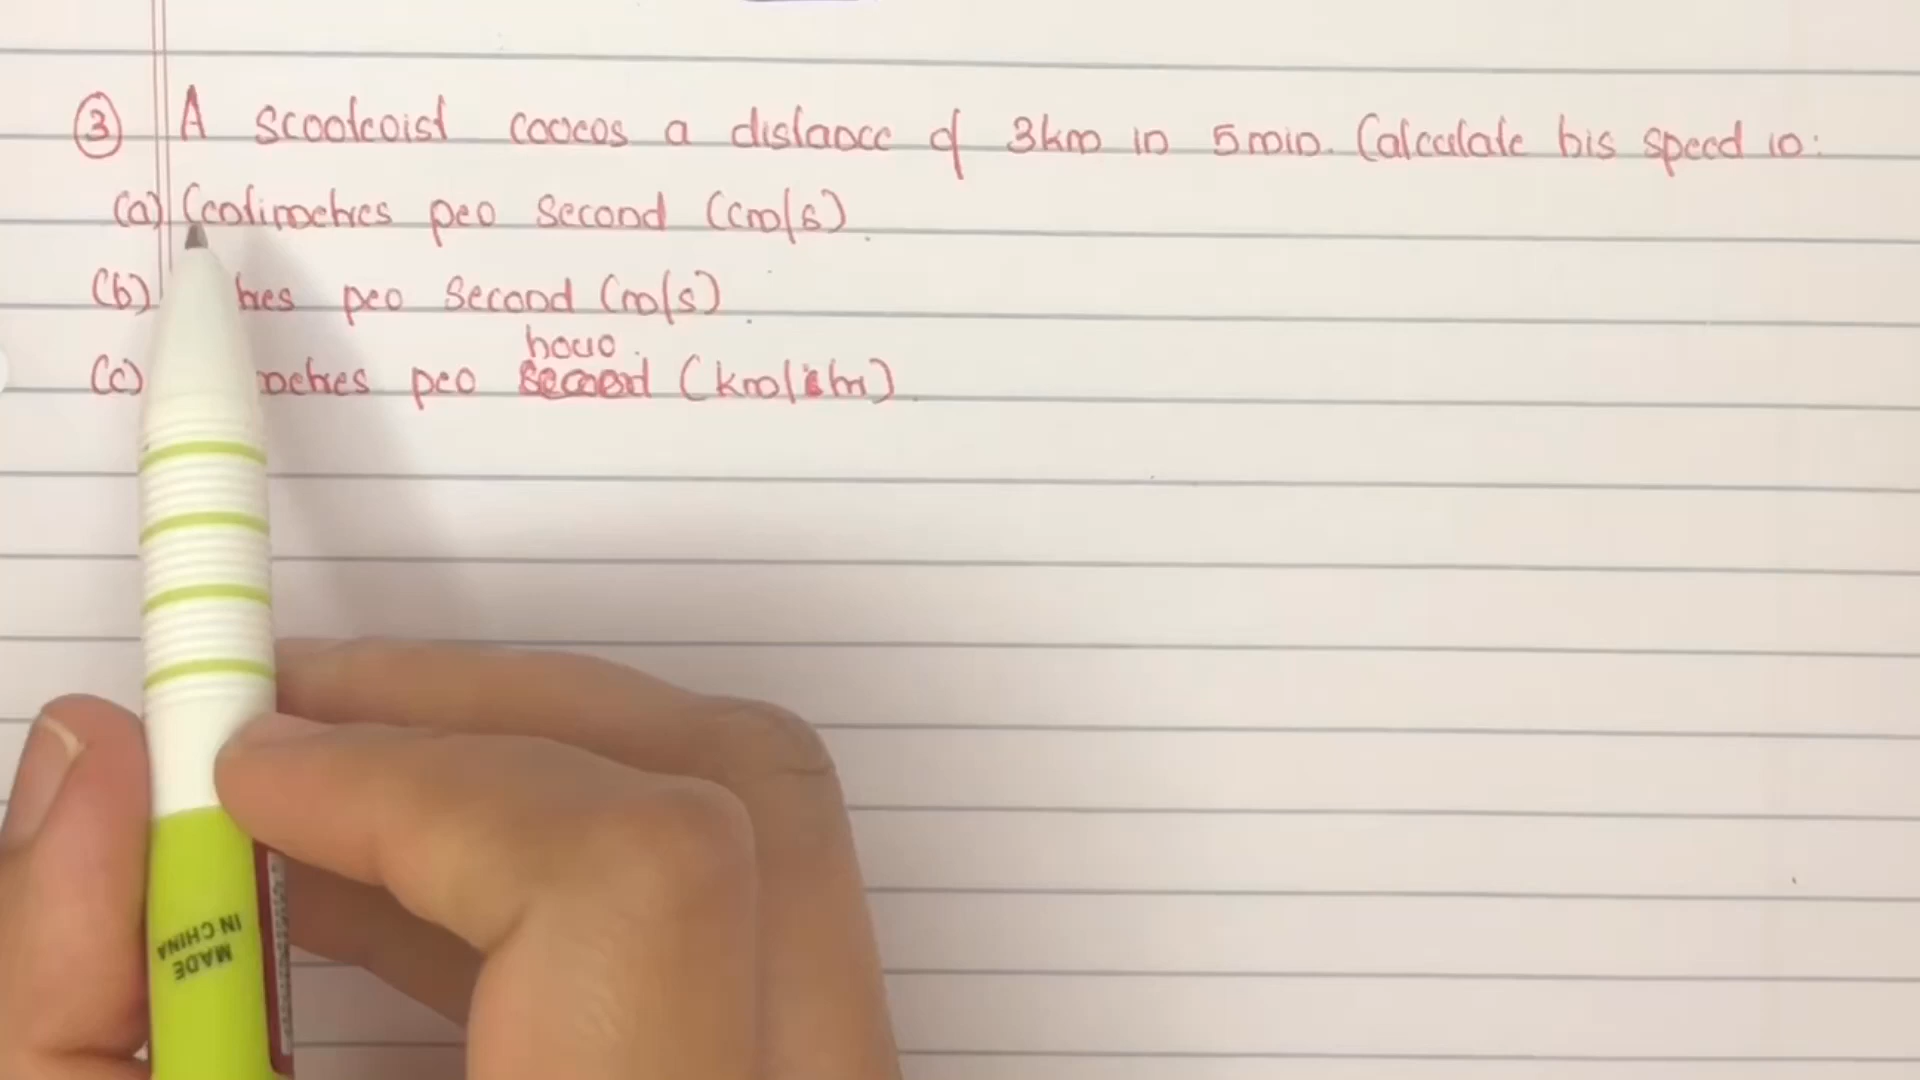 ③ A scooterist covers a distance of 3km in 5min. Calculate his speed in:
(a) Centimetres per second (cm/s).
(b) tres per second (m/s).
hour
(c) metres per second (km/h)
MADE
IN CHINA